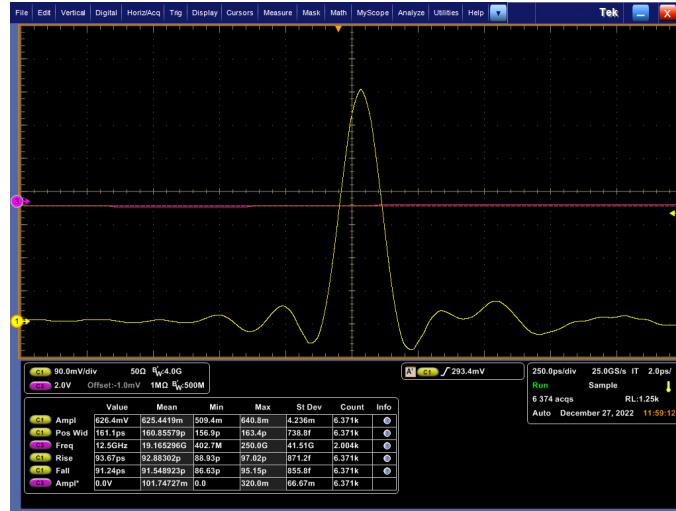 File Edit Vertical Digital Horiz/Acq Trig Display Cursors Measure Mask Math MyScope Analyze Utilities Help Tek X
3
1
C1 90.0mV/div 50Ω BW:4.0G
C3 2.0V Offset:-1.0mV 1MΩ BW:500M
A' C1 293.4mV
250.0ps/div 25.0GS/s IT 2.0ps/
Run Sample
6 374 acqs RL:1.25k
Auto December 27, 2022 11:59:12
Value Mean Min Max St Dev Count Info
C1 Ampl 626.4mV 625.4419m 509.4m 640.8m 4.236m 6.371k
C1 Pos Wid 161.1ps 160.85579p 156.9p 163.4p 738.8f 6.371k
C3 Freq 12.5GHz 19.165296G 402.7M 250.0G 41.51G 2.004k
C1 Rise 93.67ps 92.88302p 88.93p 97.02p 871.2f 6.371k
C1 Fall 91.24ps 91.548923p 86.63p 95.15p 855.8f 6.371k
C3 Ampl* 0.0V 101.74727m 0.0 320.0m 66.67m 6.371k